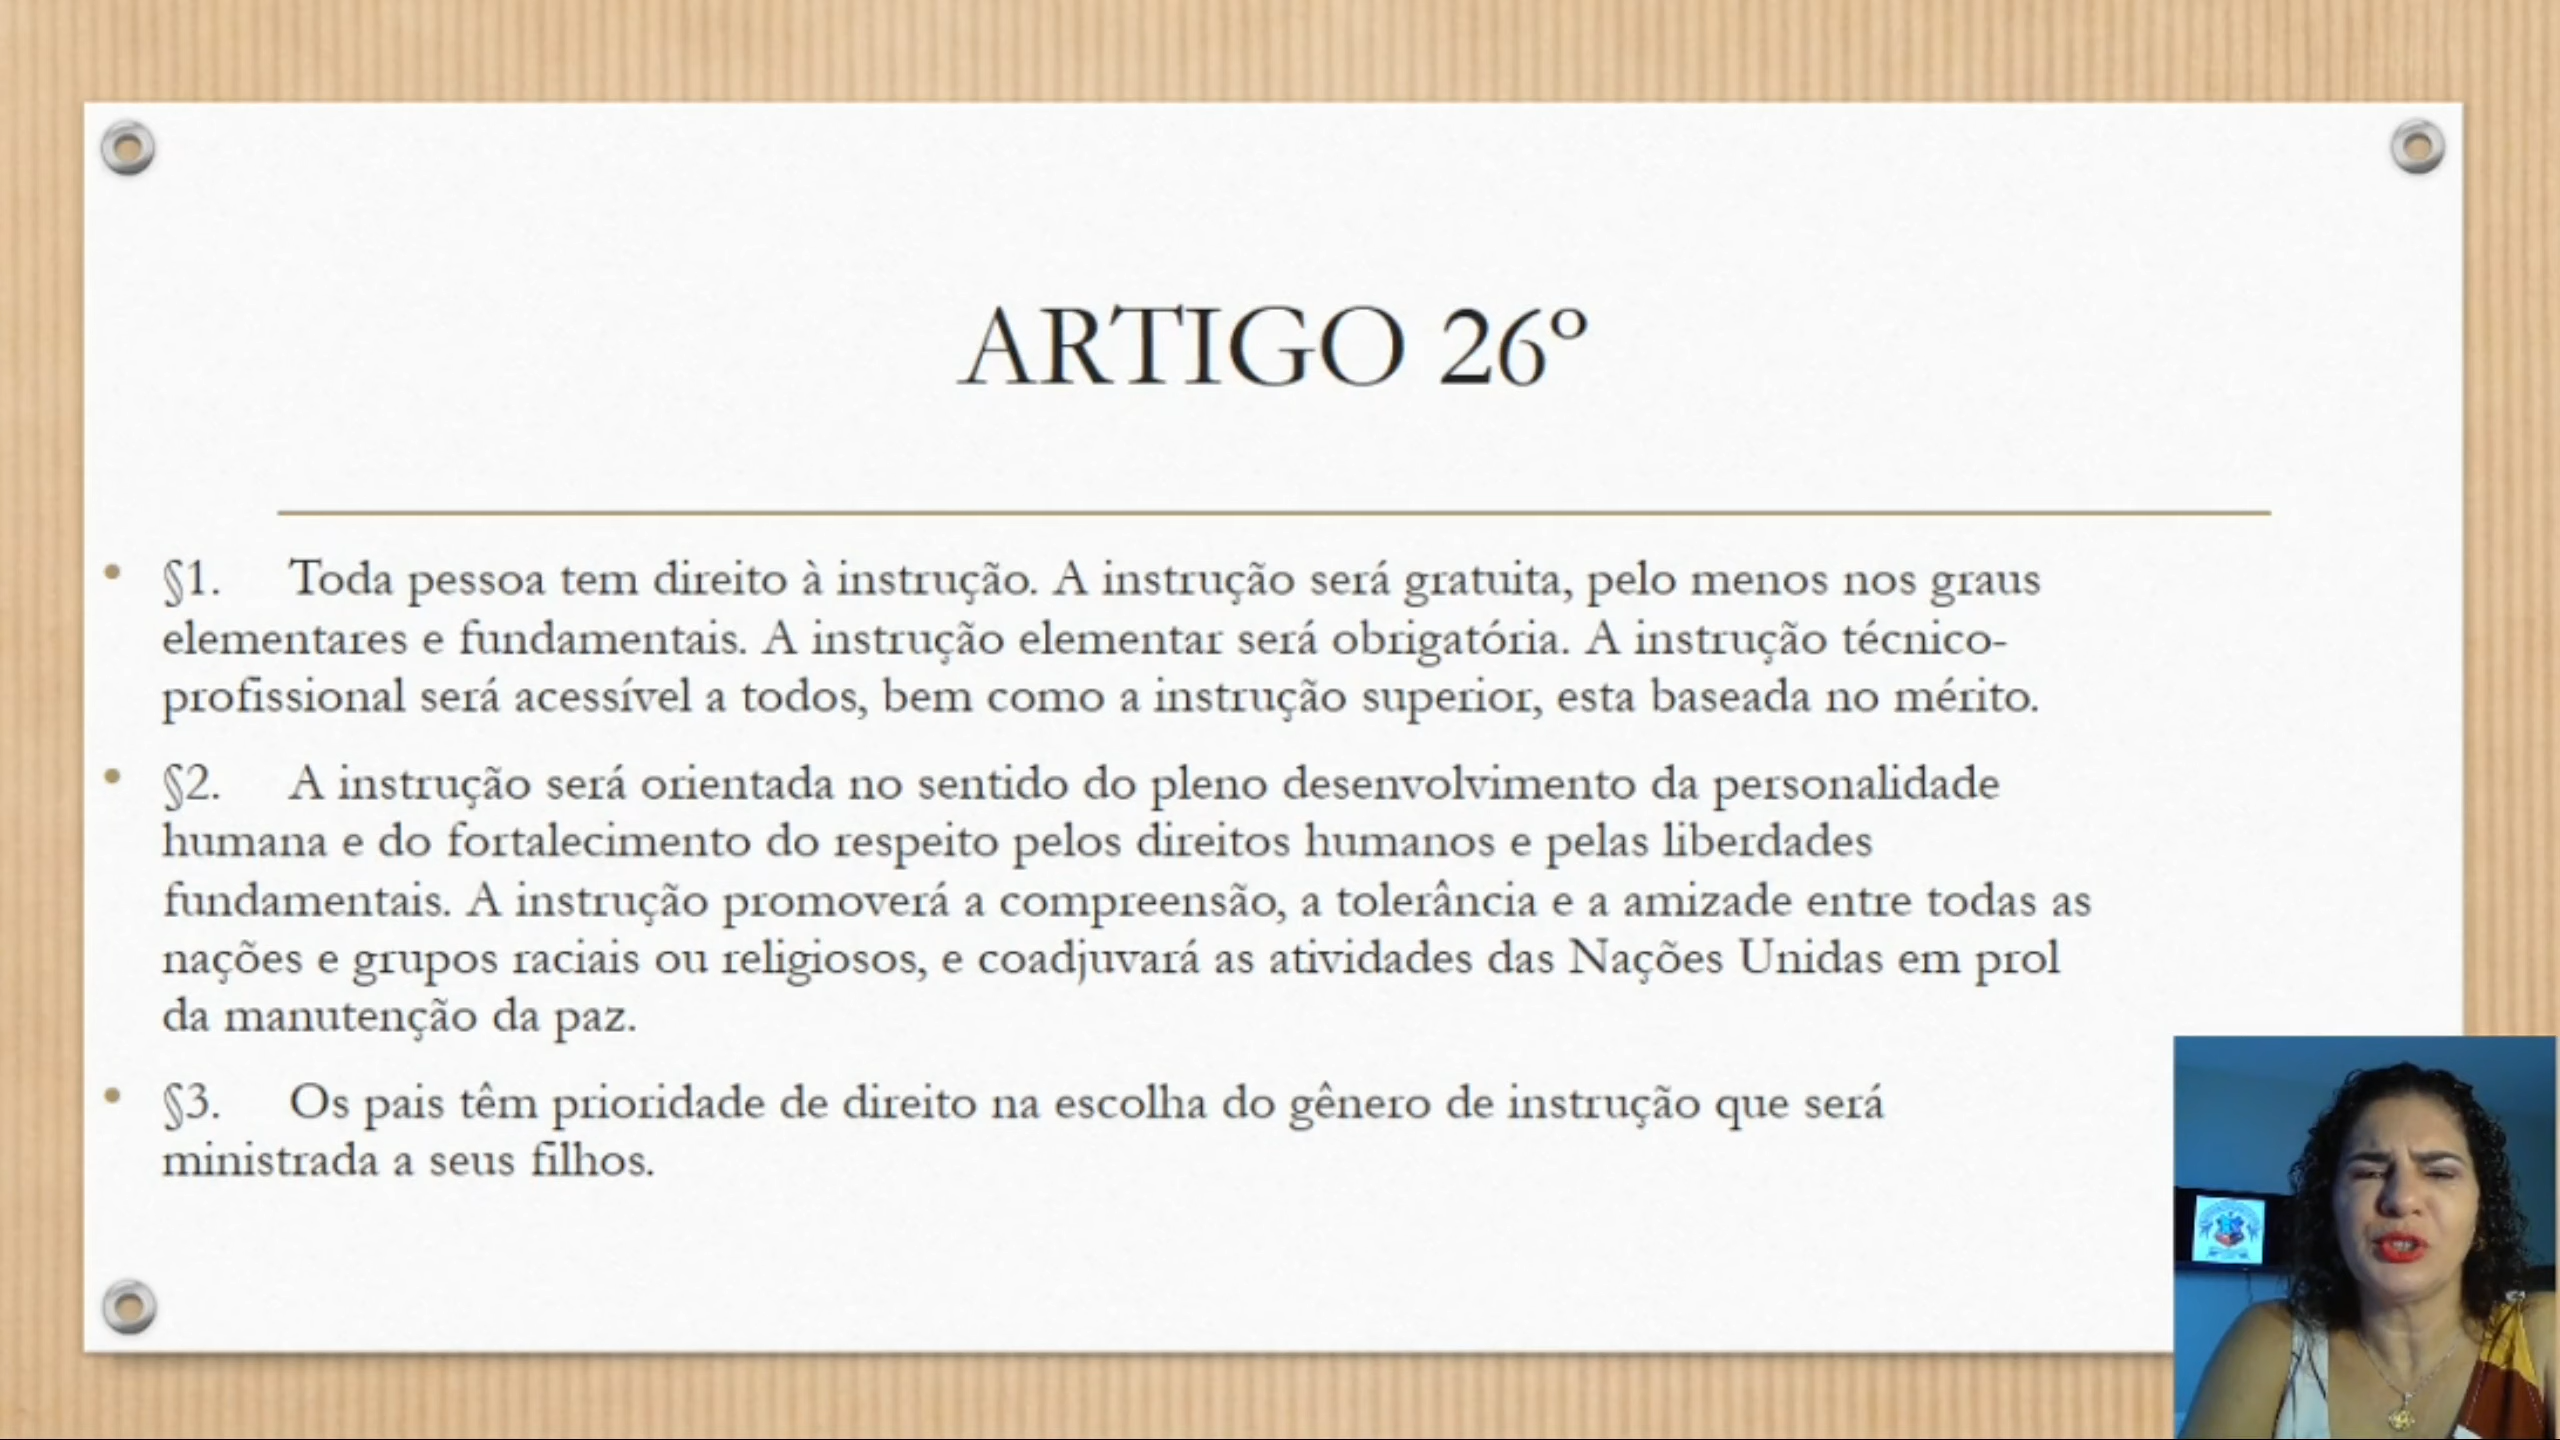 ARTIGO 26º
• §1. Toda pessoa tem direito à instrução. A instrução será gratuita, pelo menos nos graus
elementares e fundamentais. A instrução elementar será obrigatória. A instrução técnico-
profissional será acessível a todos, bem como a instrução superior, esta baseada no mérito.
• §2. A instrução será orientada no sentido do pleno desenvolvimento da personalidade
humana e do fortalecimento do respeito pelos direitos humanos e pelas liberdades
fundamentais. A instrução promoverá a compreensão, a tolerância e a amizade entre todas as
nações e grupos raciais ou religiosos, e coadjuvará as atividades das Nações Unidas em prol
da manutenção da paz.
• §3. Os pais têm prioridade de direito na escolha do gênero de instrução que será
ministrada a seus filhos.